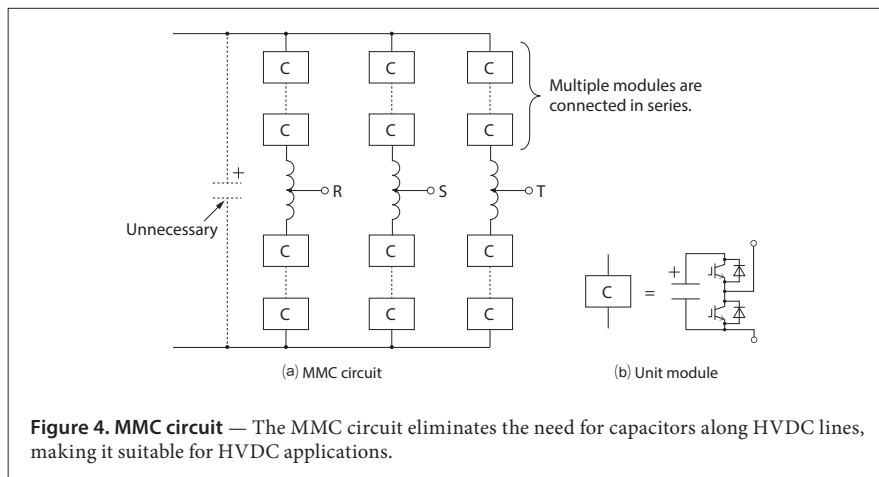 C
C
C
Multiple modules are
connected in series.
C
C
C
+
R
S
T
Unnecessary
C
C
C
+
C
=
C
C
C
(a) MMC circuit
(b) Unit module
Figure 4. MMC circuit — The MMC circuit eliminates the need for capacitors along HVDC lines,
making it suitable for HVDC applications.